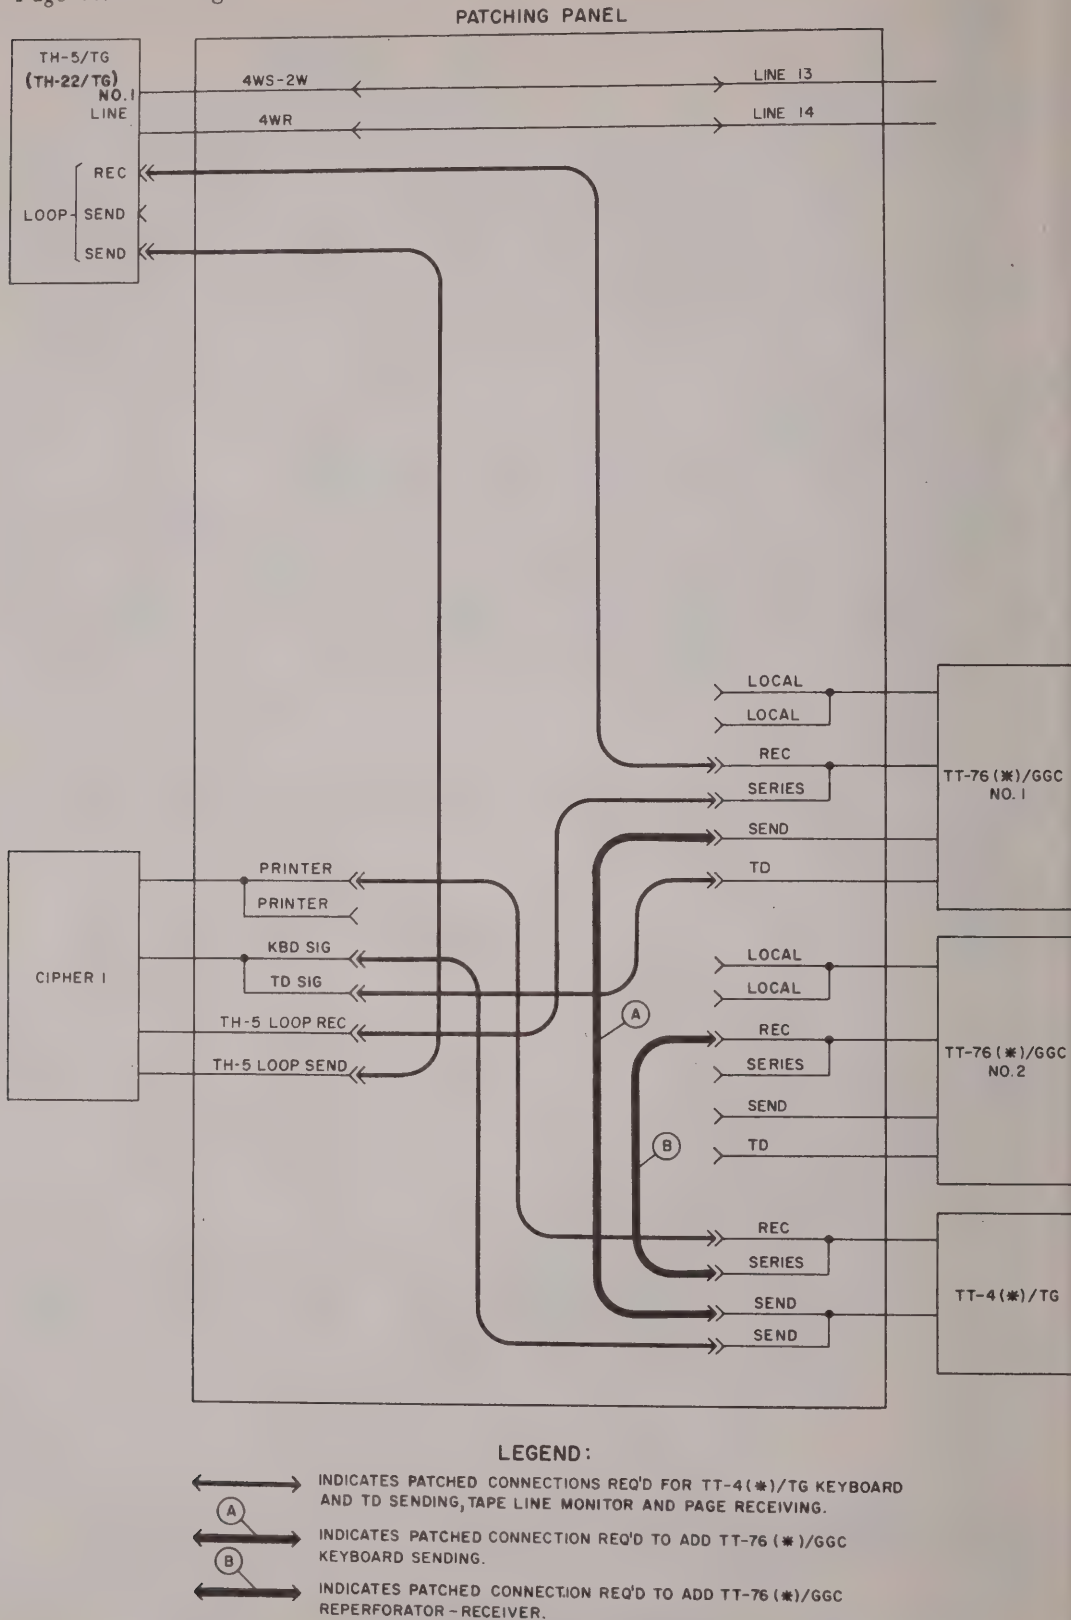 PATCHING PANEL
TH-5/TG
(TH-22/TG)
NO.1
LINE
4WS-2W
LINE 13
4WR
LINE 14
REC
LOOP
SEND
SEND
LOCAL
LOCAL
REC
SERIES
SEND
TD
TT-76(*)/GGC
NO.1
CIPHER 1
PRINTER
PRINTER
KBD SIG
TD SIG
TH-5 LOOP REC
TH-5 LOOP SEND
A
LOCAL
LOCAL
REC
SERIES
SEND
TD
TT-76(*)/GGC
NO.2
B
REC
SERIES
SEND
SEND
TT-4(*)/TG
LEGEND:
INDICATES PATCHED CONNECTIONS REQ'D FOR TT-4(*)/TG KEYBOARD
AND TD SENDING, TAPE LINE MONITOR AND PAGE RECEIVING.
A
INDICATES PATCHED CONNECTION REQ'D TO ADD TT-76(*)/GGC
KEYBOARD SENDING.
B
INDICATES PATCHED CONNECTION REQ'D TO ADD TT-76(*)/GGC
REPERFORATOR-RECEIVER.